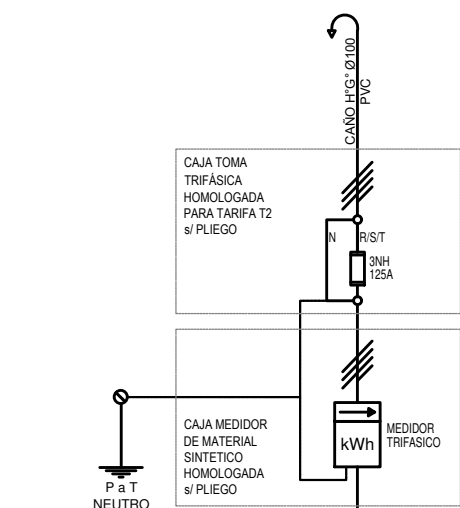 CAÑO H°G° Ø100
PVC
CAJA TOMA
TRIFÁSICA
HOMOLOGADA
PARA TARIFA T2
s/ PLIEGO
N
R/S/T
3NH
125A
CAJA MEDIDOR
DE MATERIAL
SINTETICO
HOMOLOGADA
s/ PLIEGO
kWh
MEDIDOR
TRIFASICO
P a T
NEUTRO